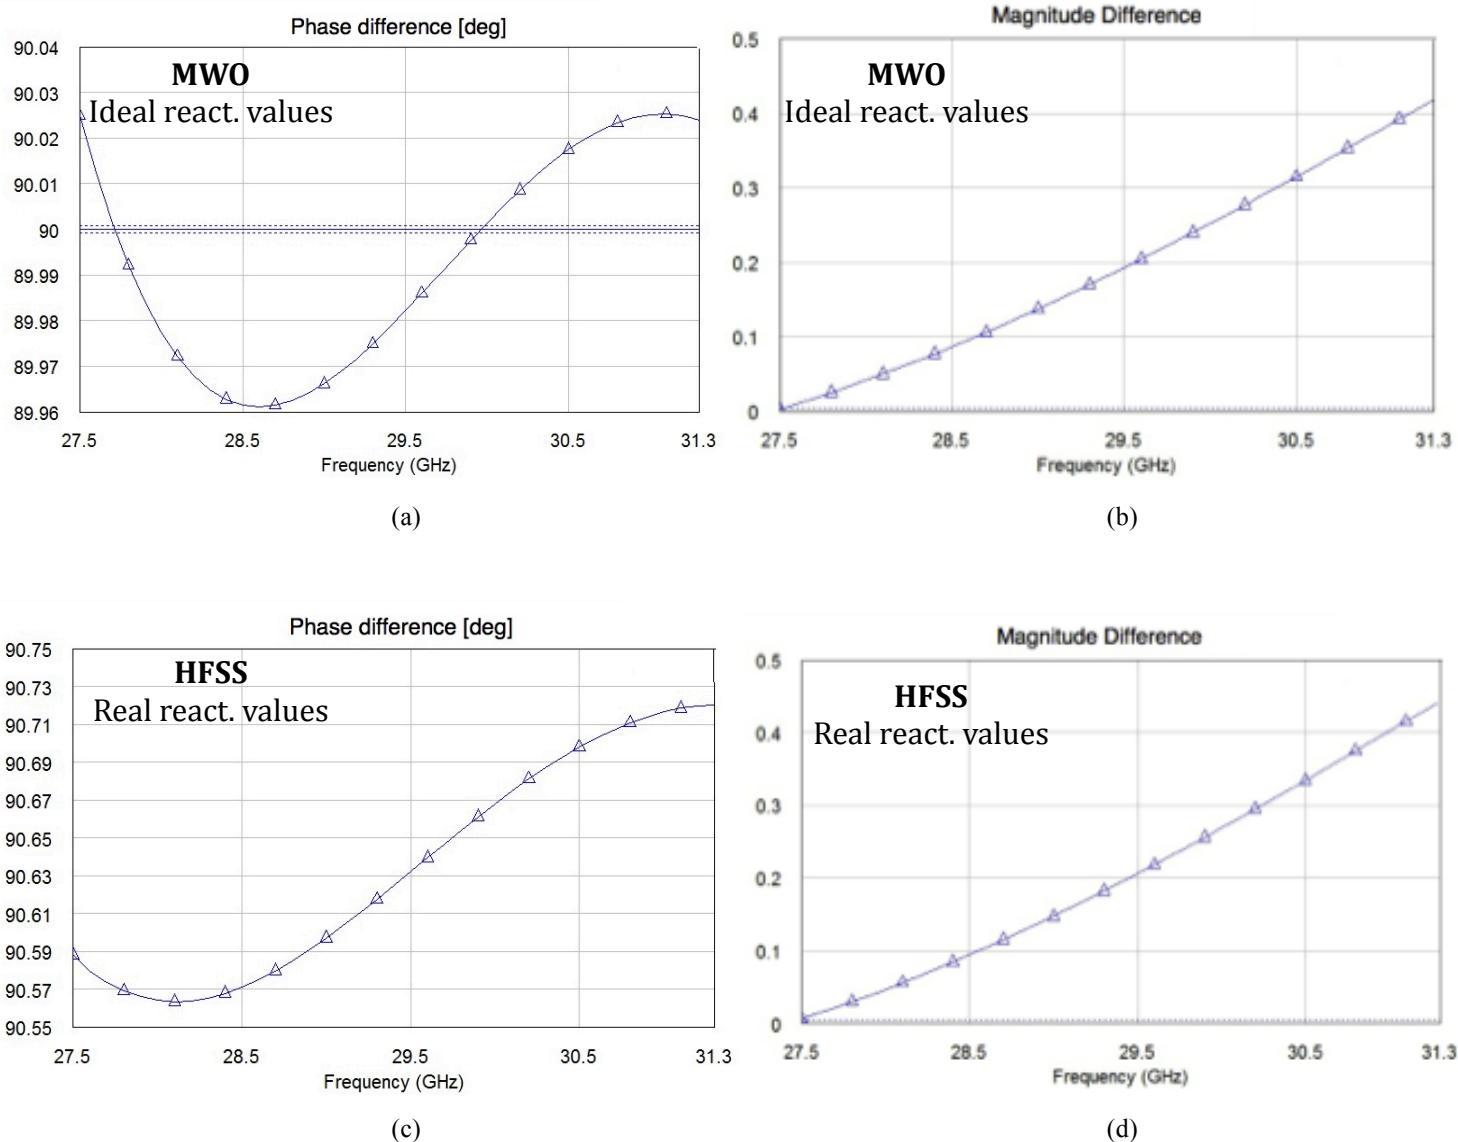 Phase difference [deg]
90.04
90.03
90.02
90.01
90
89.99
89.98
89.97
89.96
MWO
Ideal react. values
27.5 28.5 29.5 30.5 31.3
Frequency (GHz)
(a)
Magnitude Difference
0.5
0.4
0.3
0.2
0.1
0
MWO
Ideal react. values
27.5 28.5 29.5 30.5 31.3
Frequency (GHz)
(b)
Phase difference [deg]
90.75
90.73
90.71
90.69
90.67
90.65
90.63
90.61
90.59
90.57
90.55
HFSS
Real react. values
27.5 28.5 29.5 30.5 31.3
Frequency (GHz)
(c)
Magnitude Difference
0.5
0.4
0.3
0.2
0.1
0
HFSS
Real react. values
27.5 28.5 29.5 30.5 31.3
Frequency (GHz)
(d)